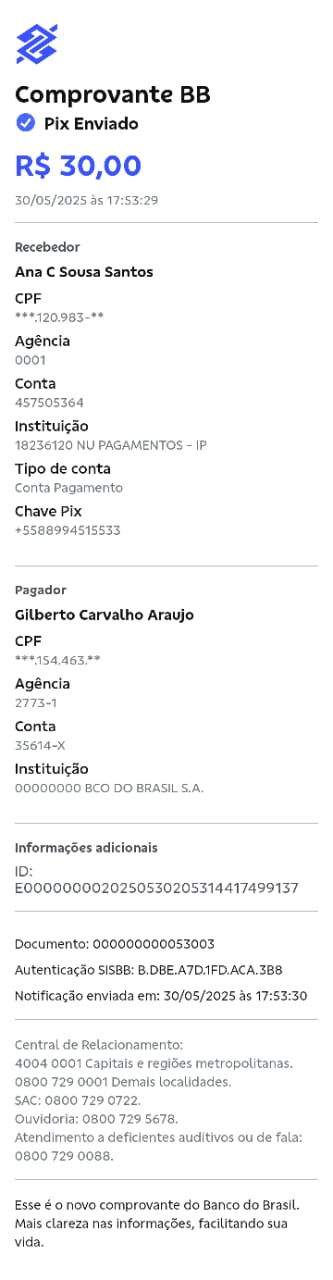 Comprovante BB
Pix Enviado
R$ 30,00
30/05/2025 às 17:53:29
Recebedor
Ana C Sousa Santos
CPF
***.120.983-**
Agência
0001
Conta
457505364
Instituição
18236120 NU PAGAMENTOS - IP
Tipo de conta
Conta Pagamento
Chave Pix
+5588994515533
Pagador
Gilberto Carvalho Araujo
CPF
***.154.463.**
Agência
2773-1
Conta
35614-X
Instituição
00000000 BCO DO BRASIL S.A.
Informações adicionais
ID:
E0000000020250530205314417499137
Documento: 000000000053003
Autenticação SISBB: B.DBE.A7D.1FD.ACA.3B8
Notificação enviada em: 30/05/2025 às 17:53:30
Central de Relacionamento:
4004 0001 Capitais e regiões metropolitanas.
0800 729 0001 Demais localidades.
SAC: 0800 729 0722.
Ouvidoria: 0800 729 5678.
Atendimento a deficientes auditivos ou de fala:
0800 729 0088.
Esse é o novo comprovante do Banco do Brasil.
Mais clareza nas informações, facilitando sua
vida.